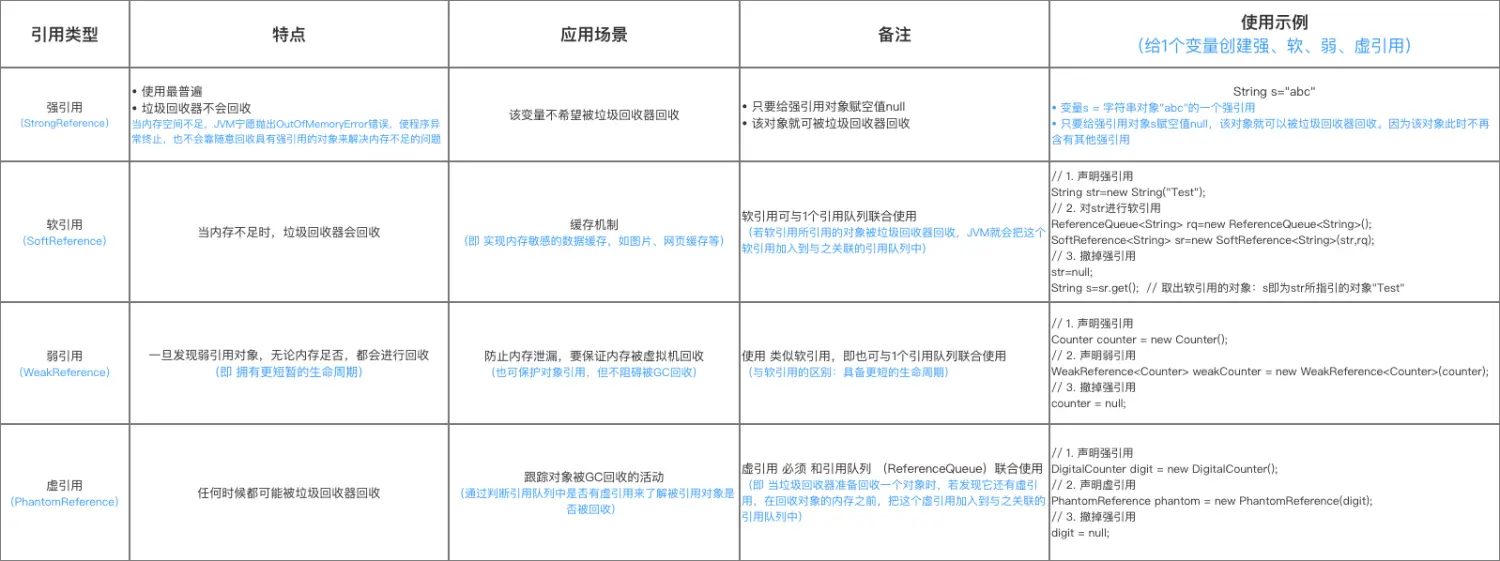 引用类型
特点
应用场景
备注
使用示例
（给1个变量创建强、软、弱、虚引用）
强引用
（StrongReference）
• 使用最普遍
• 垃圾回收器不会回收
当内存空间不足，JVM宁愿抛出OutOfMemoryError错误，使程序异
常终止，也不会靠随意回收具有强引用的对象来解决内存不足的问题
该变量不希望被垃圾回收器回收
• 只要给强引用对象赋空值null
• 该对象就可被垃圾回收器回收
String s="abc"
• 变量s = 字符串对象"abc"的一个强引用
• 只要给强引用对象s赋空值null，该对象就可以被垃圾回收器回收。因为该对象此时不再
含有其他强引用
软引用
（SoftReference）
当内存不足时，垃圾回收器会回收
缓存机制
（即 实现内存敏感的数据缓存，如图片、网页缓存等）
软引用可与1个引用队列联合使用
（若软引用所引用的对象被垃圾回收器回收，JVM就会把这个
软引用加入到与之关联的引用队列中）
// 1. 声明强引用
String str=new String("Test");
// 2. 对str进行软引用
ReferenceQueue<String> rq=new ReferenceQueue<String>();
SoftReference<String> sr=new SoftReference<String>(str,rq);
// 3. 撤掉强引用
str=null;
String s=sr.get(); // 取出软引用的对象：s即为str所指引的对象"Test"
弱引用
（WeakReference）
一旦发现弱引用对象，无论内存足否，都会进行回收
（即 拥有更短暂的生命周期）
防止内存泄漏，要保证内存被虚拟机回收
（也可保护对象引用，但不阻碍被GC回收）
使用 类似软引用，即也可与1个引用队列联合使用
（与软引用的区别：具备更短的生命周期）
// 1. 声明强引用
Counter counter = new Counter();
// 2. 声明弱引用
WeakReference<Counter> weakCounter = new WeakReference<Counter>(counter);
// 3. 撤掉强引用
counter = null;
虚引用
（PhantomReference）
任何时候都可能被垃圾回收器回收
跟踪对象被GC回收的活动
（通过判断引用队列中是否有虚引用来了解被引用对象是
否被回收）
虚引用 必须 和引用队列 （ReferenceQueue）联合使用
（即 当垃圾回收器准备回收一个对象时，若发现它还有虚引
用，在回收对象的内存之前，把这个虚引用加入到与之关联的
引用队列中）
// 1. 声明强引用
DigitalCounter digit = new DigitalCounter();
// 2. 声明虚引用
PhantomReference phantom = new PhantomReference(digit);
// 3. 撤掉强引用
digit = null;